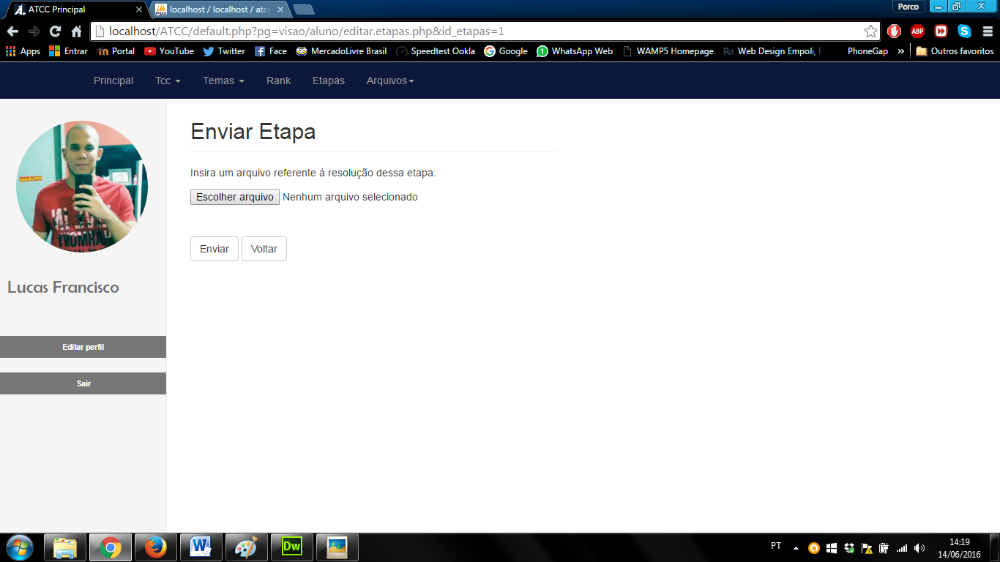 ATCC Principal
localhost / localhost / atcc
Porco
localhost/ATCC/default.php?pg=visao/aluno/editar.etapas.php&id_etapas=1
ABP
Apps Entrar Portal YouTube Twitter Face MercadoLivre Brasil Speedtest Ookla Google WhatsApp Web WAMP5 Homepage Web Design Empoli, F PhoneGap » Outros favoritos
Principal Tcc Temas Rank Etapas Arquivos
Enviar Etapa
Insira um arquivo referente á resolução dessa etapa:
Escolher arquivo Nenhum arquivo selecionado
Enviar Voltar
Lucas Francisco
Editar perfil
Sair
Dw
PT
14:19
14/06/2016